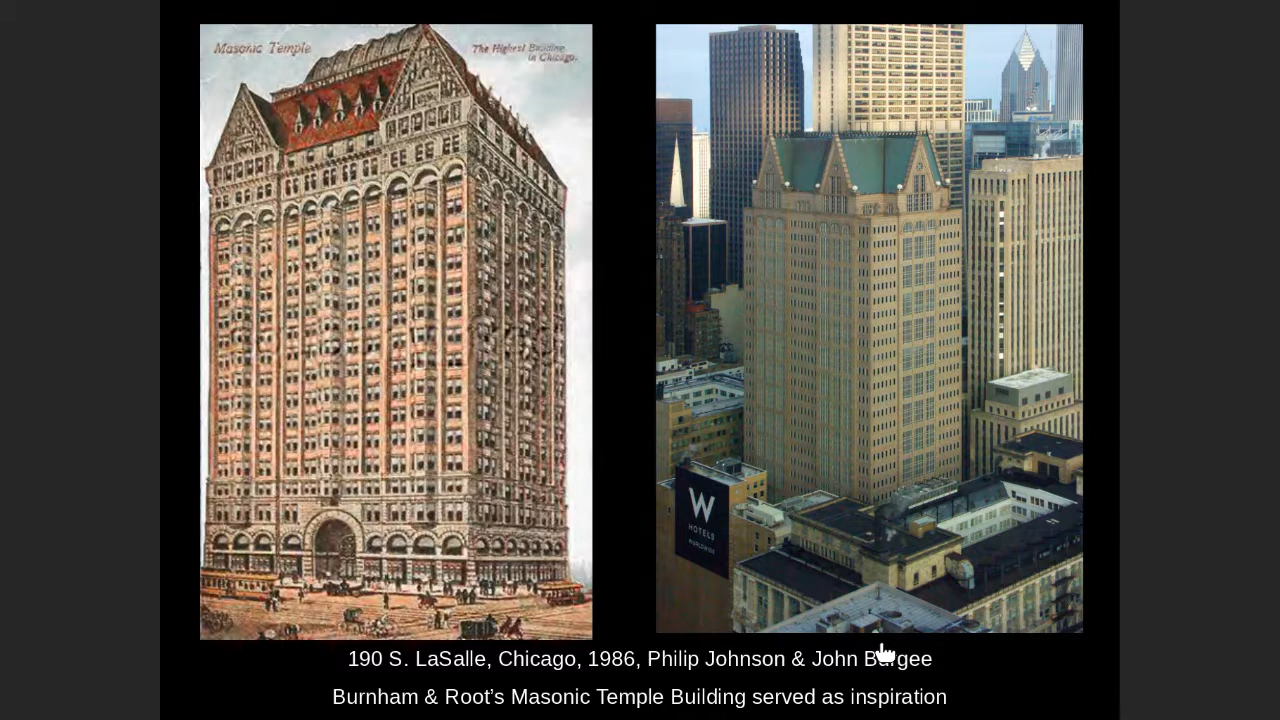 Masonic Temple
The Highest Building
in Chicago.
W
HOTELS
WORLDWIDE
190 S. LaSalle, Chicago, 1986, Philip Johnson & John Burgee
Burnham & Root’s Masonic Temple Building served as inspiration